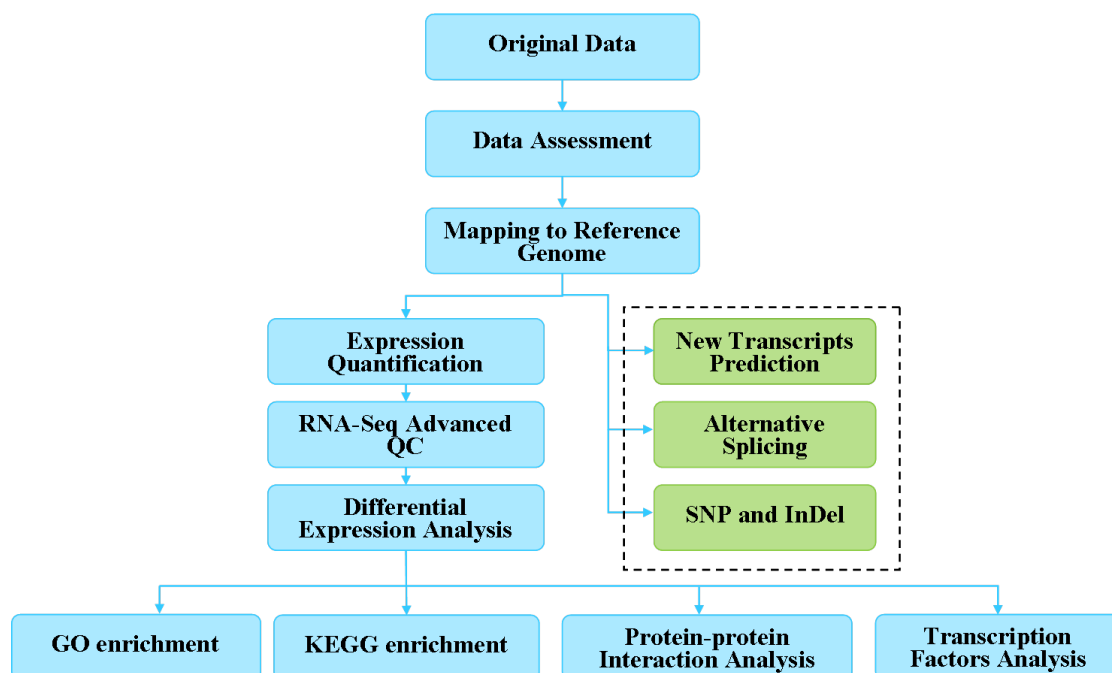 Original Data
Data Assessment
Mapping to Reference
Genome
Expression
Quantification
RNA-Seq Advanced
QC
Differential
Expression Analysis
New Transcripts
Prediction
Alternative
Splicing
SNP and InDel
GO enrichment
KEGG enrichment
Protein-protein
Interaction Analysis
Transcription
Factors Analysis